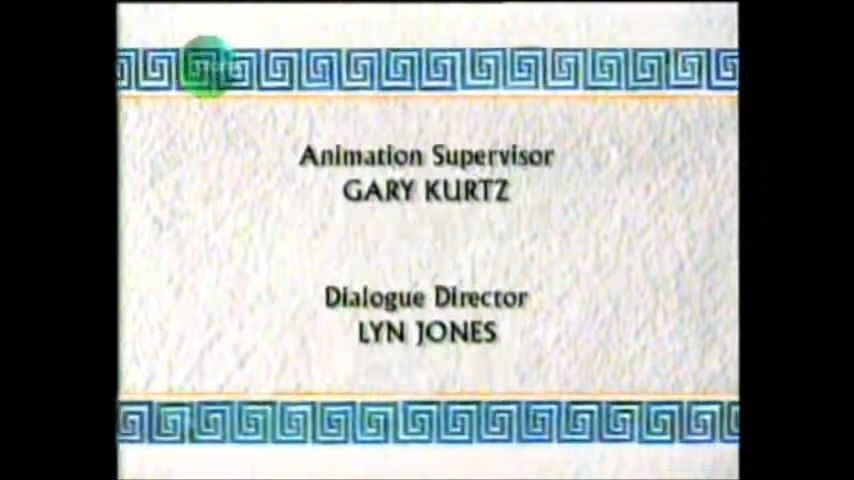 Animation Supervisor
GARY KURTZ
Dialogue Director
LYN JONES